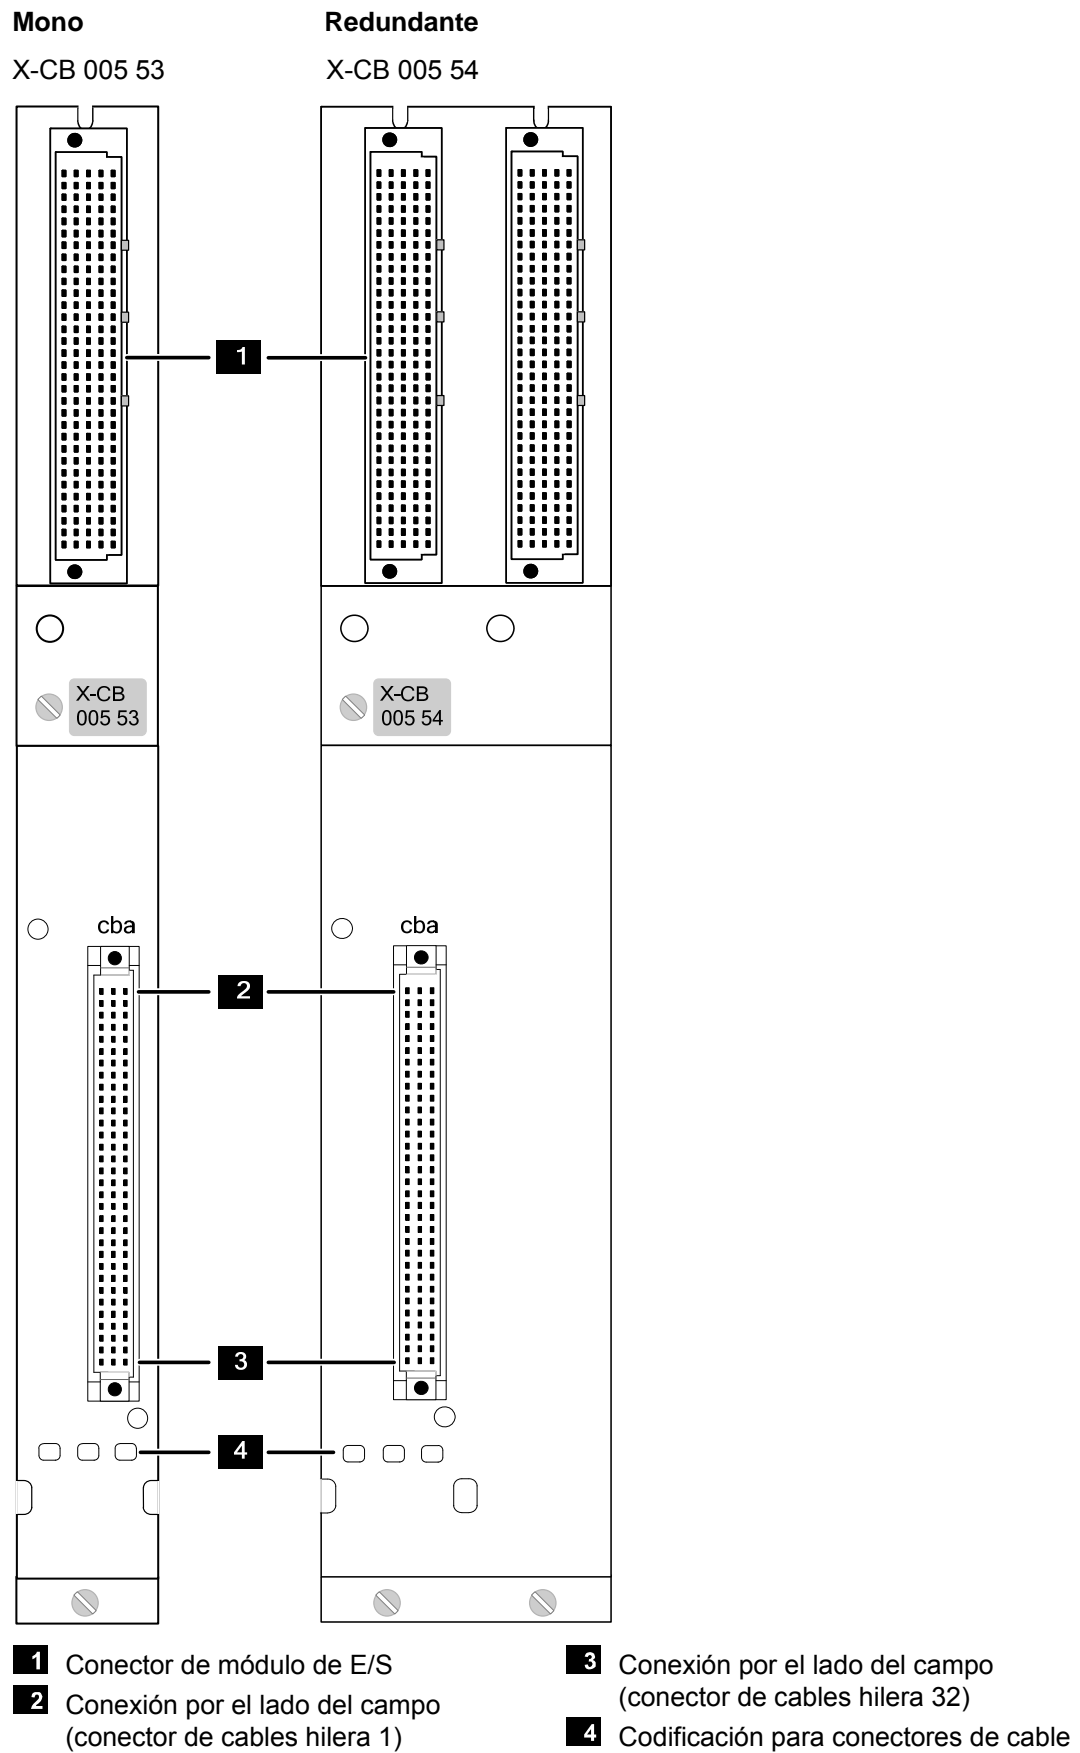 Mono
Redundante
X-CB 005 53
X-CB 005 54
1
X-CB
005 53
X-CB
005 54
cba
cba
2
3
4
1 Conector de módulo de E/S
2 Conexión por el lado del campo
(conector de cables hilera 1)
3 Conexión por el lado del campo
(conector de cables hilera 32)
4 Codificación para conectores de cable